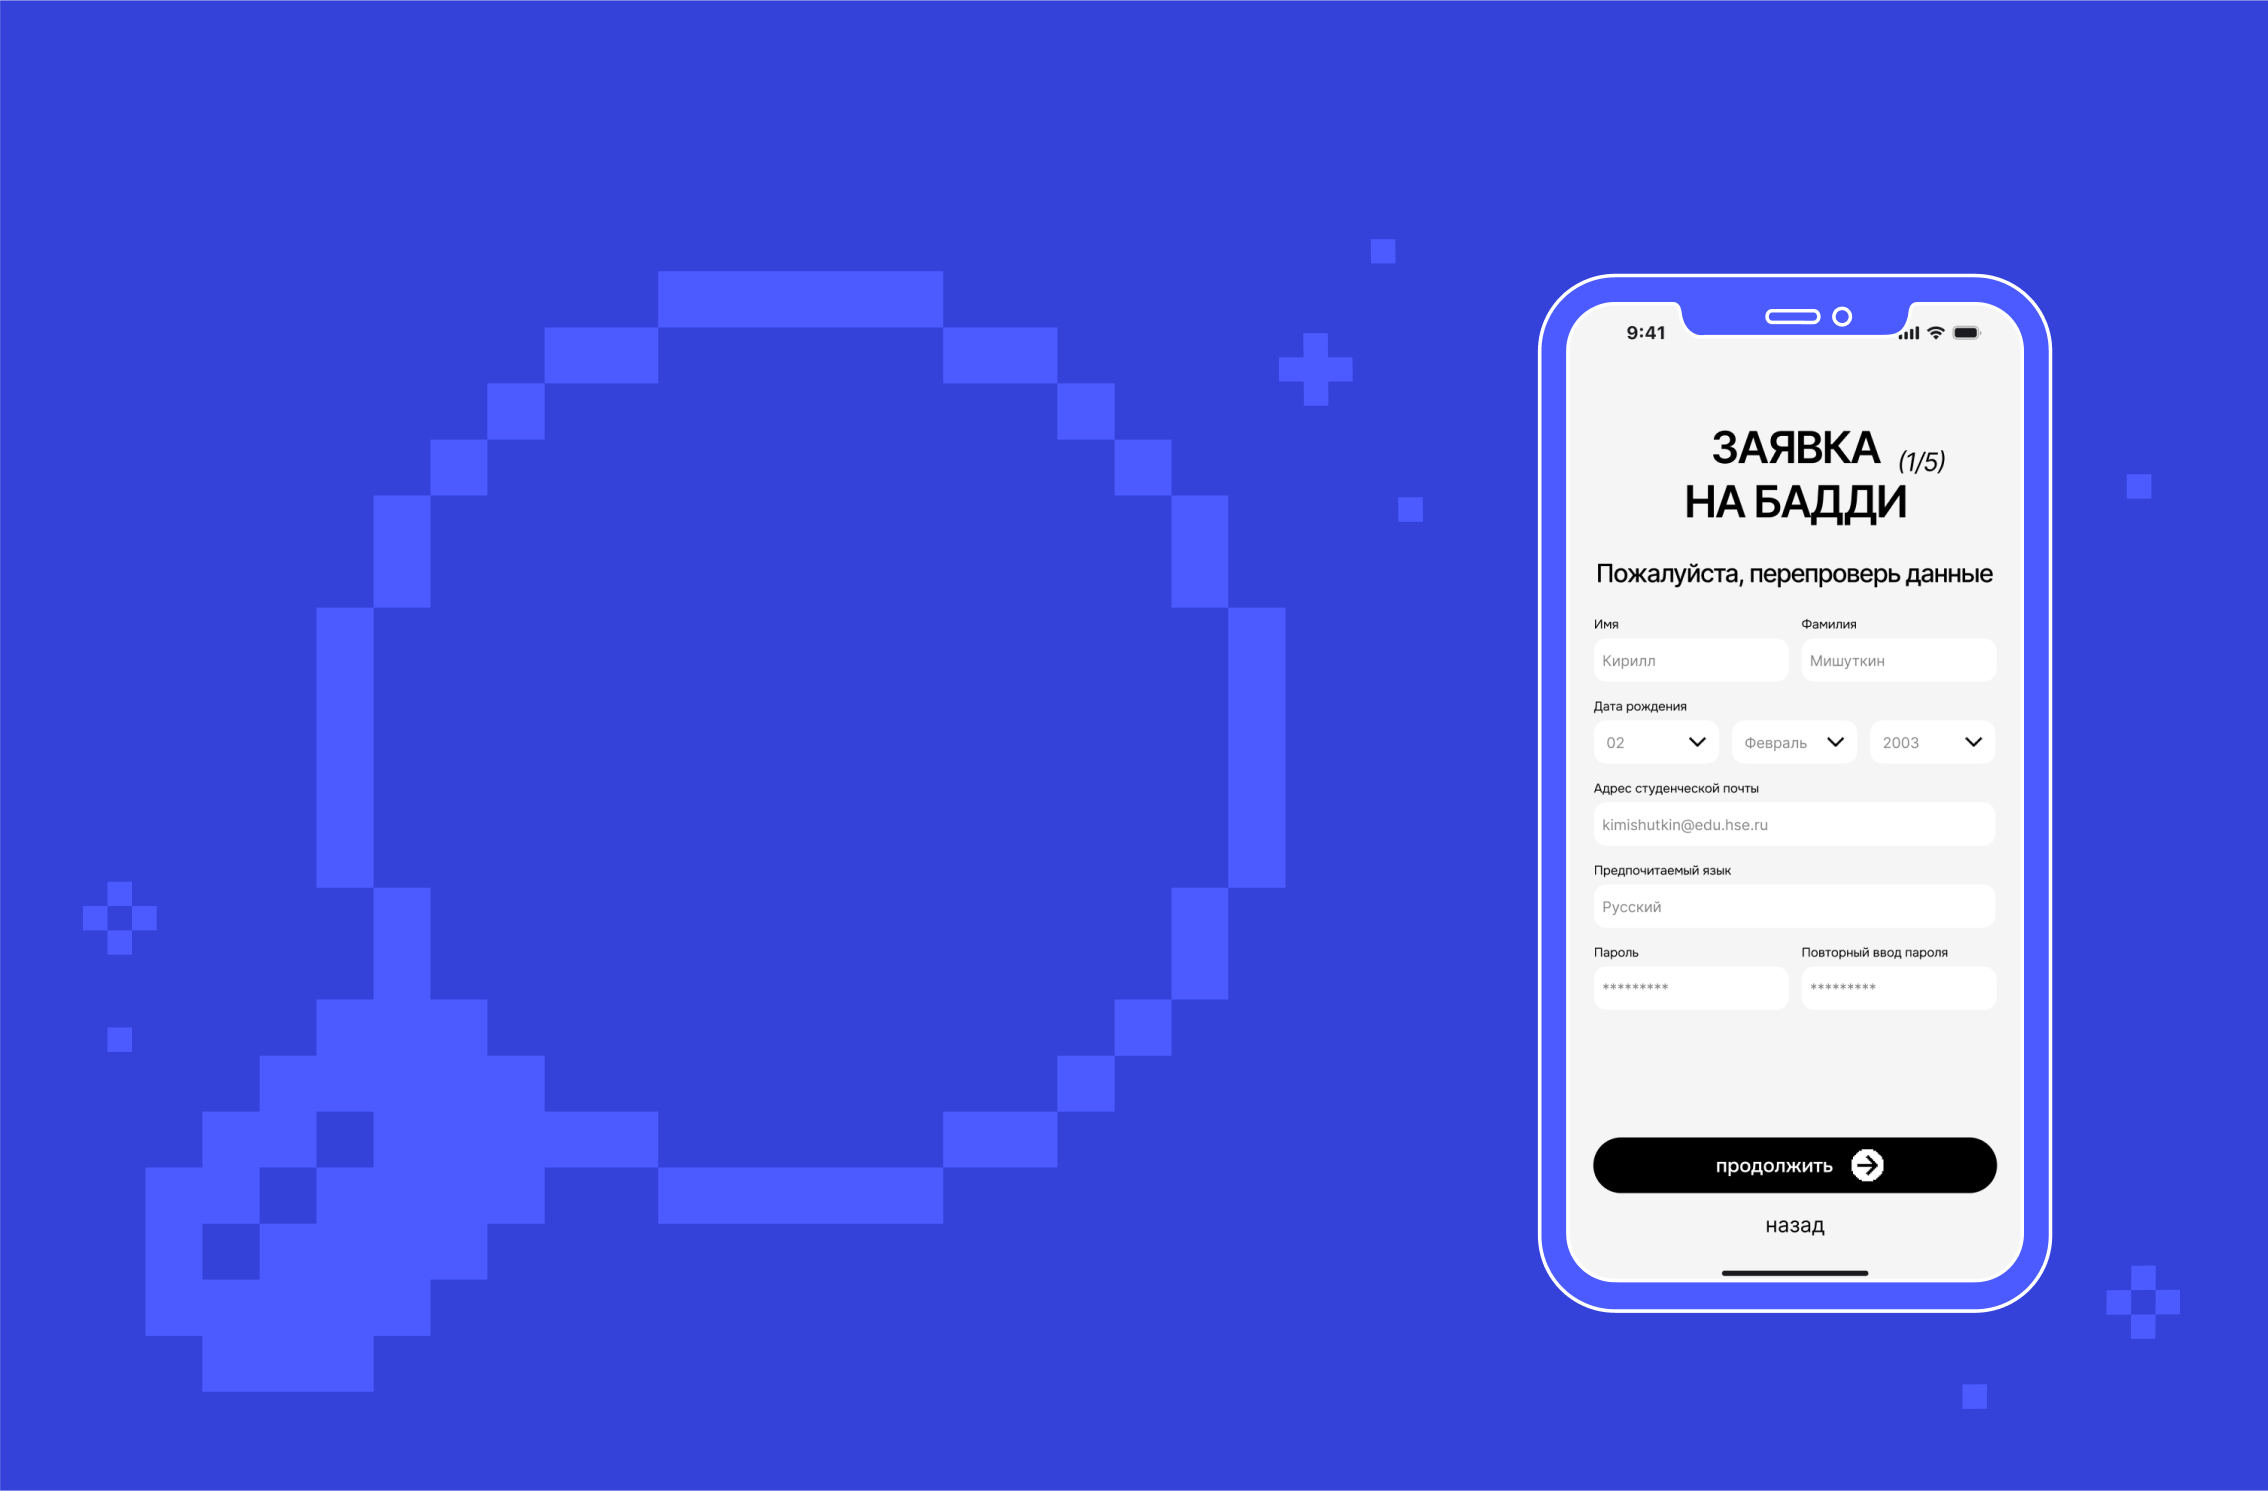 9:41
ЗАЯВКА (1/5)
НА БАДДИ
Пожалуйста, перепроверь данные
Имя Фамилия
Кирилл Мишуткин
Дата рождения
02 Февраль 2003
Адрес студенческой почты
kimishutkin@edu.hse.ru
Предпочитаемый язык
Русский
Пароль Повторный ввод пароля
********* *********
продолжить
назад